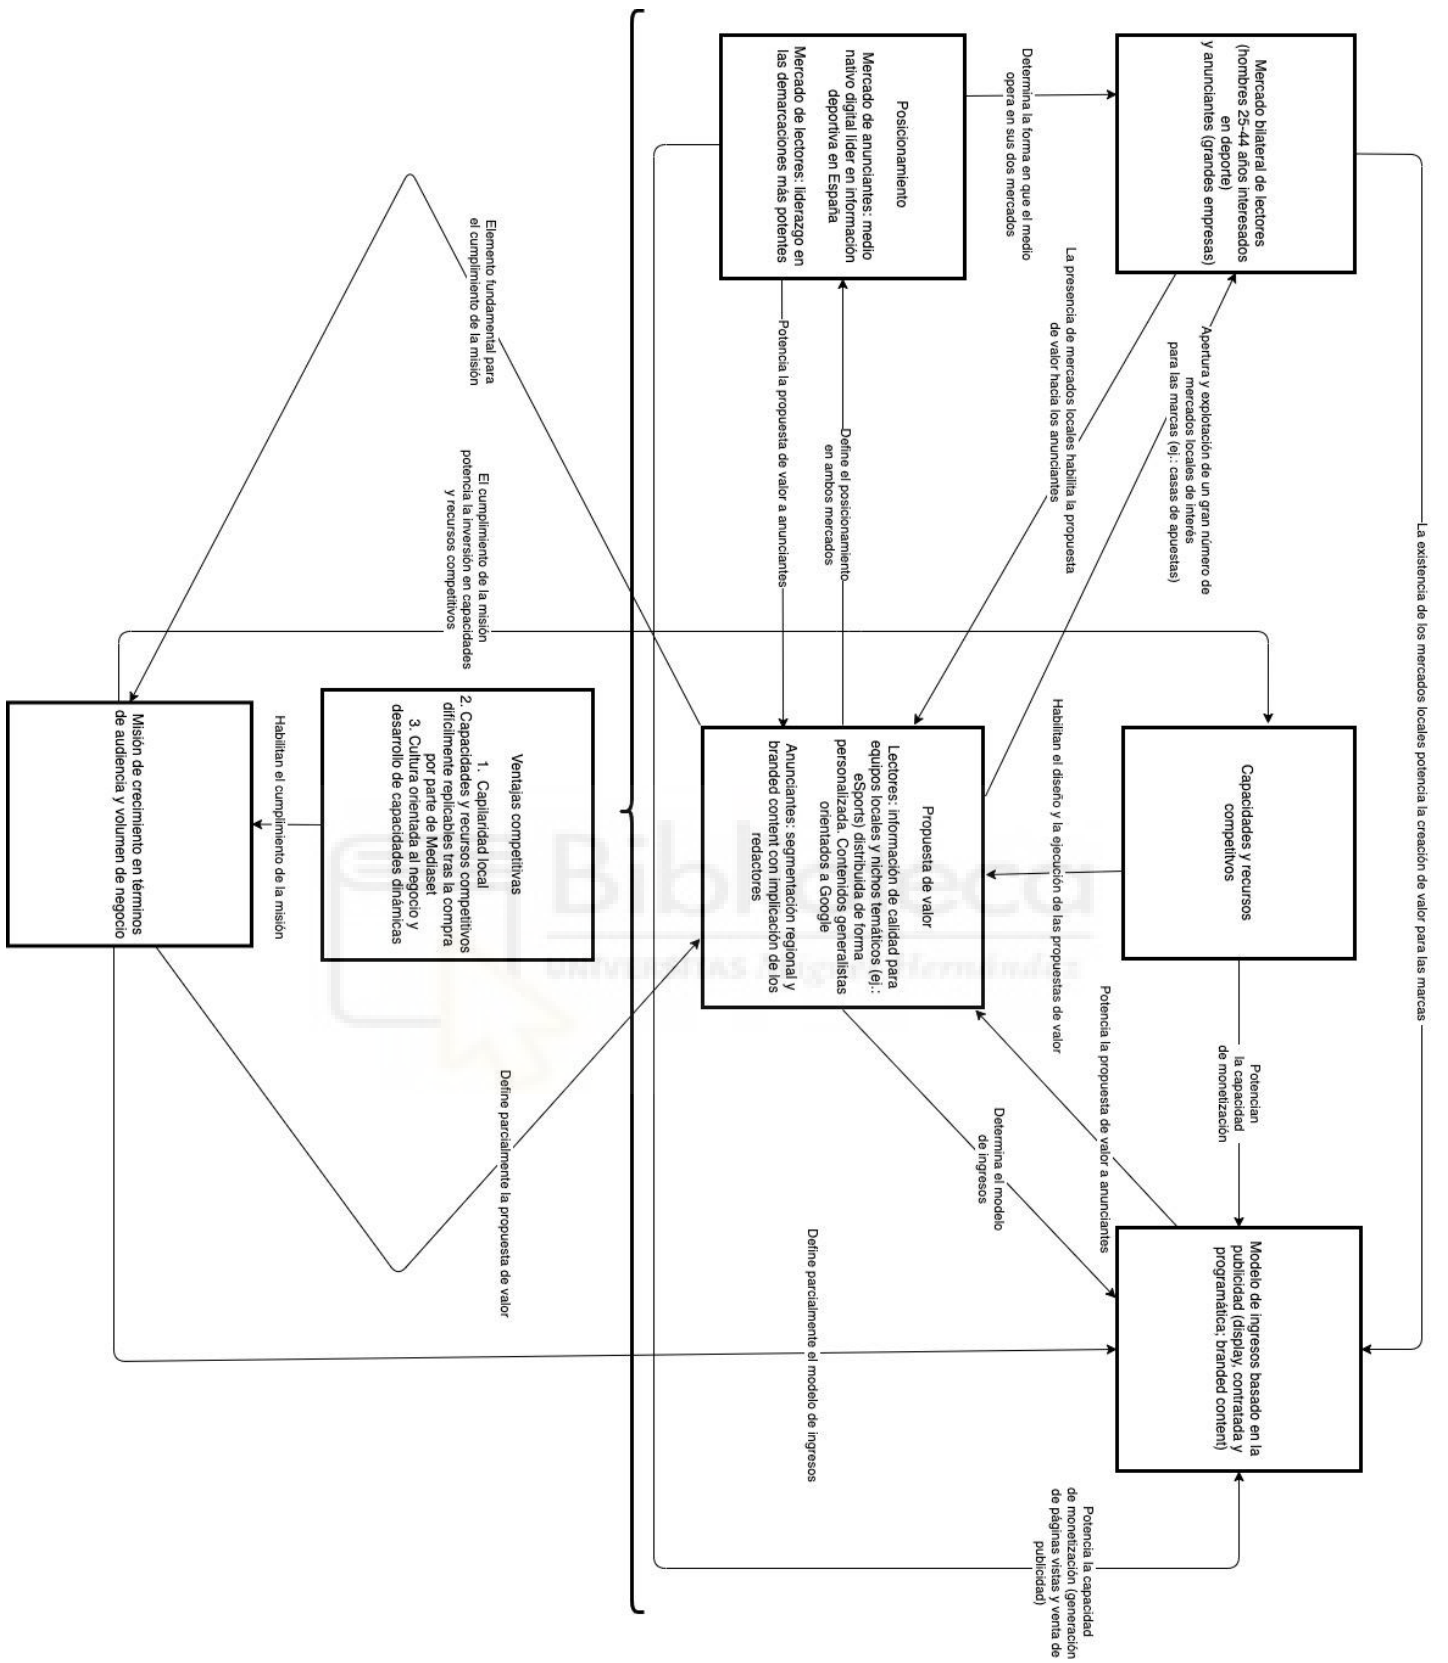 La existencia de los mercados locales potencia la creación de valor para las marcas
Mercado bilateral de lectores
(hombres 25-44 años interesados
en deporte)
y anunciantes (grandes empresas)
Capacidades y recursos
competitvos
Modelo de ingresos basado en la
publicidad (display, contratada y
programática; branded content)
Apertura y explotación de un gran número de
mercados locales de interés
para las marcas (ej.: casas de apuestas)
Potencian
la capacidad
de monetización
La presencia de mercados locales habilita la propuesta
de valor hacia los anunciantes
Habilitan el diseño y la ejecución de las propuestas de valor
Potencia la propuesta de valor a anunciantes
Potencia la capacidad
de monetización (generación
de páginas vistas y venta de
publicidad)
Determina la forma en que el medio
opera en sus dos mercados
Determina el modelo
de ingresos
Posicionamiento
Mercado de anunciantes: medio
nativo digital líder en información
deportiva en España
Mercado de lectores: liderazgo en
las demarcaciones más potentes
Define el posicionamiento
en ambos mercados
Potencia la propuesta de valor a anunciantes
Propuesta de valor
Lectores: información de calidad para
equipos locales y nichos temáticos (ej.:
eSports) distribuida de forma
personalizada. Contenidos generalistas
orientados a Google
Anunciantes: segmentación regional y
branded content con implicación de los
redactores
Define parcialmente el modelo de ingresos
Biblioteca
UNIVERSITAS Miguel Hernández
Elemento fundamental para
el cumplimiento de la misión
El cumplimiento de la misión
potencia la inversión en capacidades
y recursos competitivos
Ventajas competitivas
1. Capilaridad local
2. Capacidades y recursos competitivos
difícilmente replicables tras la compra
por parte de Mediaset
3. Cultura orientada al negocio y
desarrollo de capacidades dinámicas
Define parcialmente la propuesta de valor
Habilitan el cumplimiento de la misión
Misión de crecimiento en términos
de audiencia y volumen de negocio